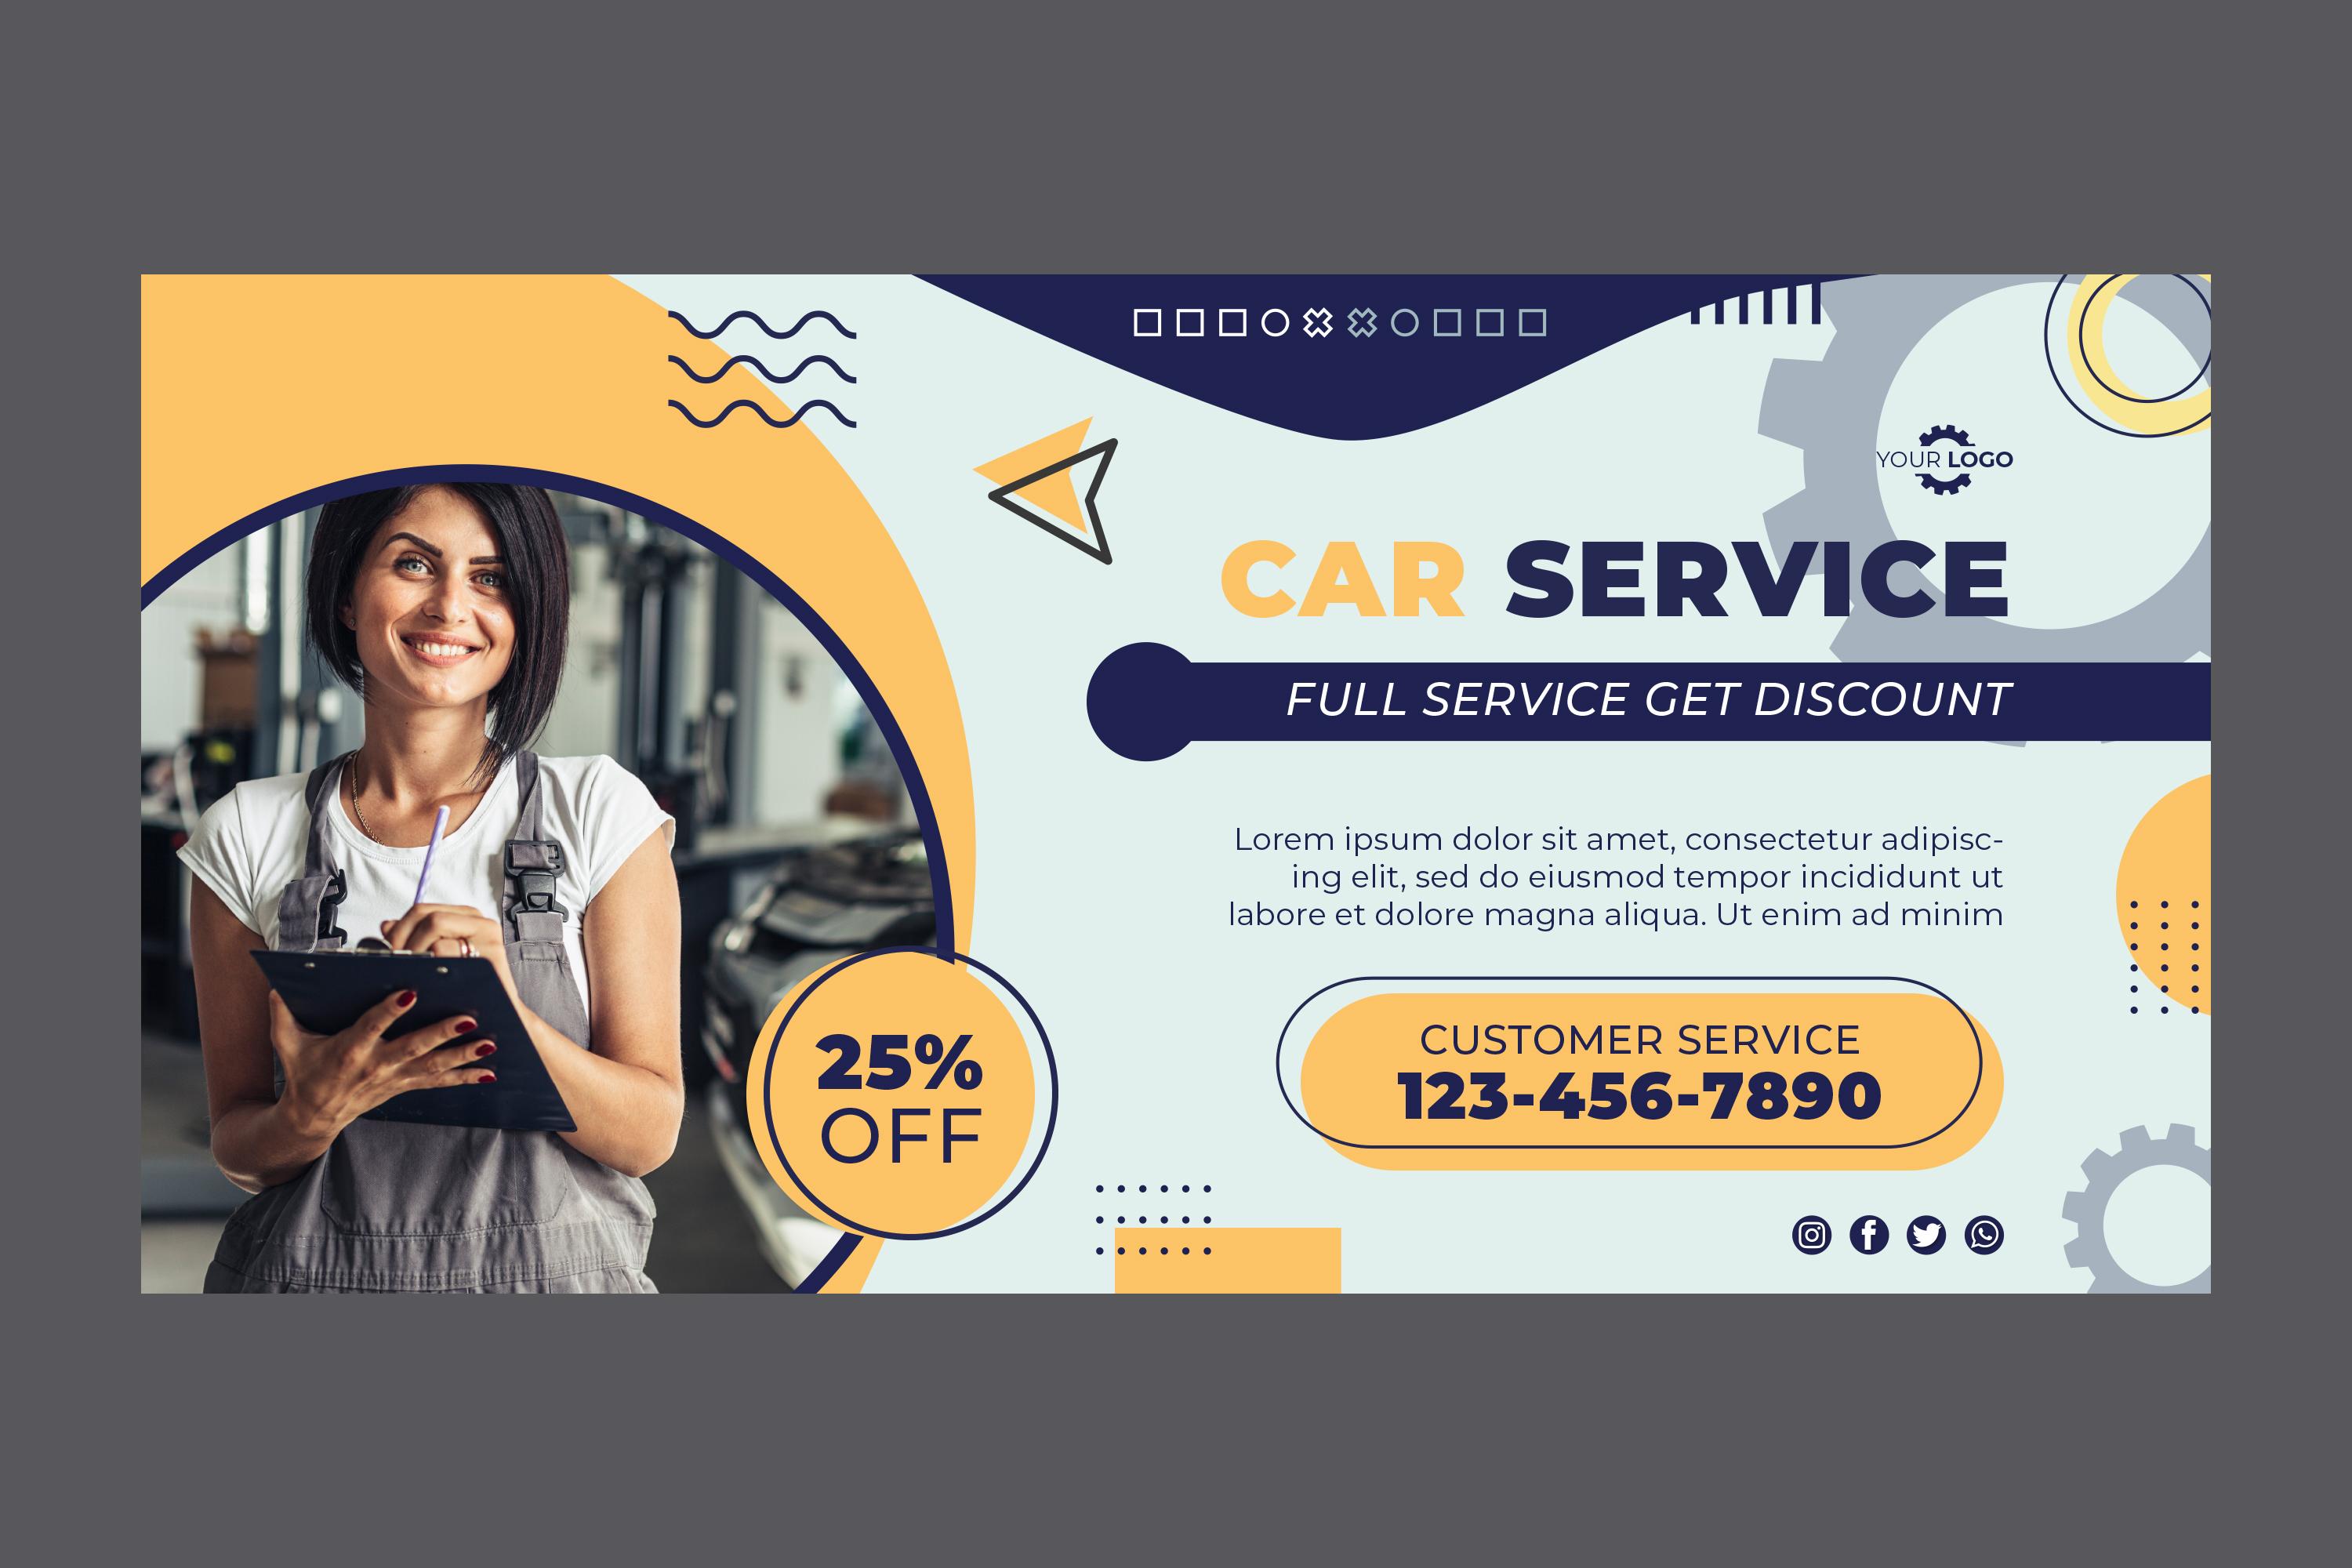 YOUR LOGO
CAR SERVICE
FULL SERVICE GET DISCOUNT
Lorem ipsum dolor sit amet, consectetur adipisc-
ing elit, sed do eiusmod tempor incididunt ut
labore et dolore magna aliqua. Ut enim ad minim
25%
OFF
CUSTOMER SERVICE
123-456-7890